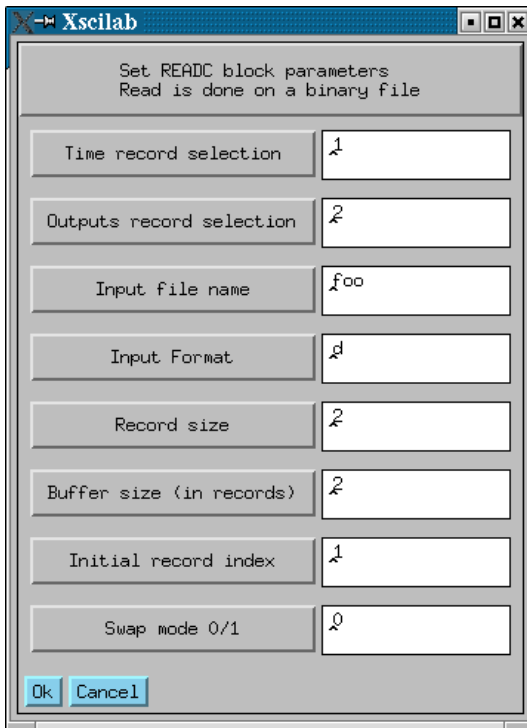 Xscilab
Set READC block parameters
Read is done on a binary file
Time record selection 1
Outputs record selection 2
Input file name foo
Input Format d
Record size 2
Buffer size (in records) 2
Initial record index 1
Swap mode 0/1 0
Ok Cancel